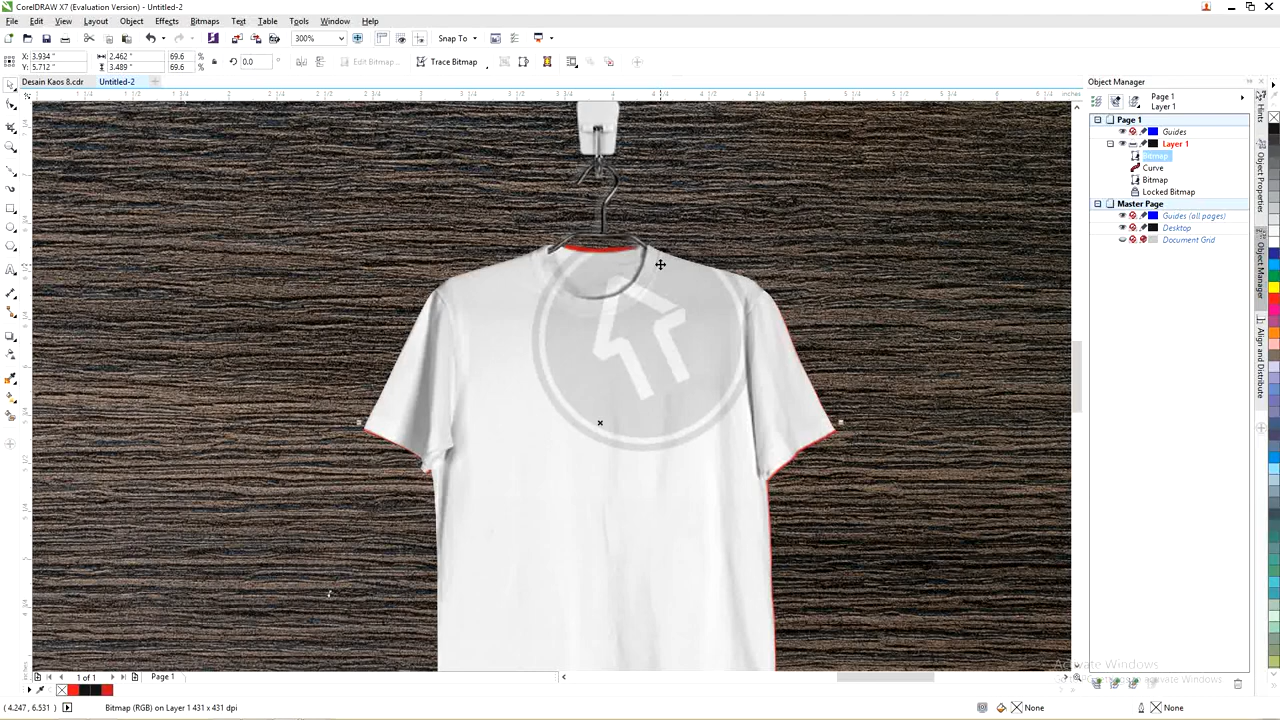 CorelDRAW X7 (Evaluation Version) - Untitled-2
File Edit View Layout Object Effects Bitmaps Text Table Tools Window Help
300% Snap To
X: 3.934 " 2.462 " 69.6 %
Y: 5.712 " 3.489 " 69.6 %
0.0 ° Edit Bitmap... Trace Bitmap
Desain Kaos 8.cdr Untitled-2
inches
Object Manager
Page 1
Layer 1
Page 1
Guides
Layer 1
Bitmap
Curve
Bitmap
Locked Bitmap
Master Page
Guides (all pages)
Desktop
Document Grid
Hints
Object Properties
Object Manager
Align and Distribute
Activate Windows
to Activate Windows
1 of 1 Page 1
( 4.247, 6.531 ) Bitmap (RGB) on Layer 1 431 x 431 dpi None None